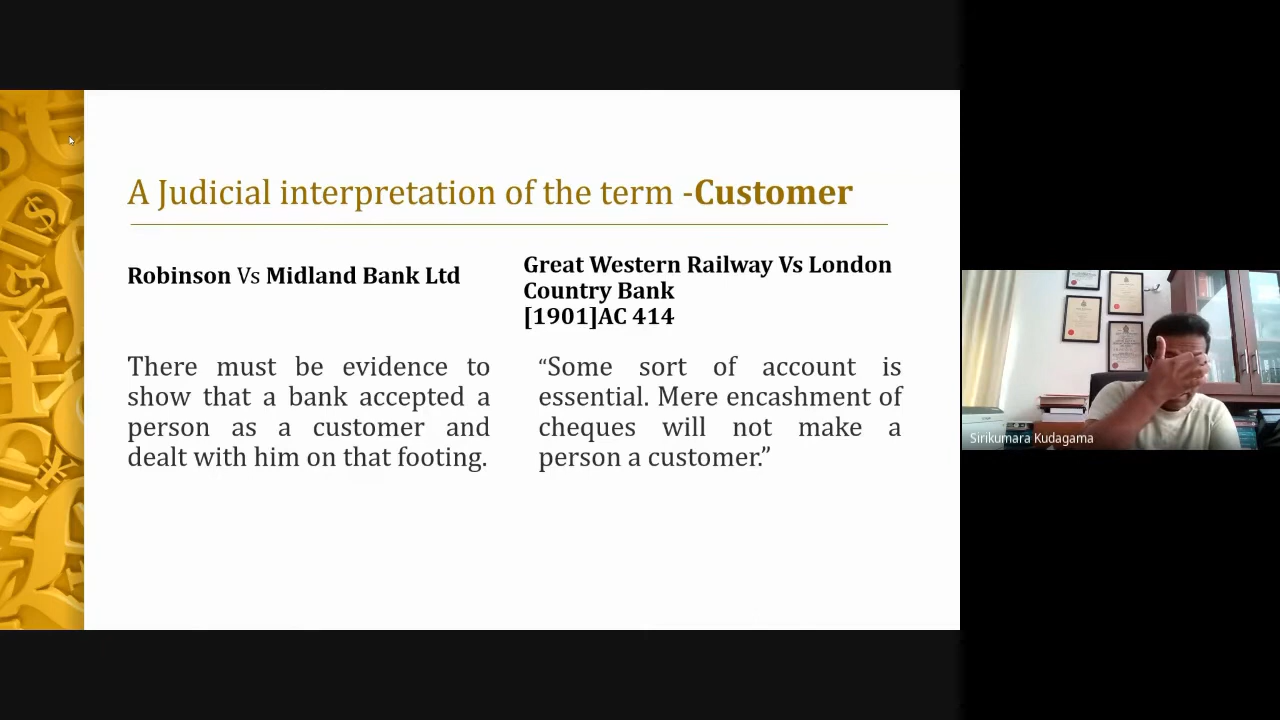 A Judicial interpretation of the term -Customer
Robinson Vs Midland Bank Ltd
There must be evidence to
show that a bank accepted a
person as a customer and
dealt with him on that footing.
Great Western Railway Vs London
Country Bank
[1901]AC 414
“Some sort of account is
essential. Mere encashment of
cheques will not make a
person a customer.”
Sirikumara Kudagama